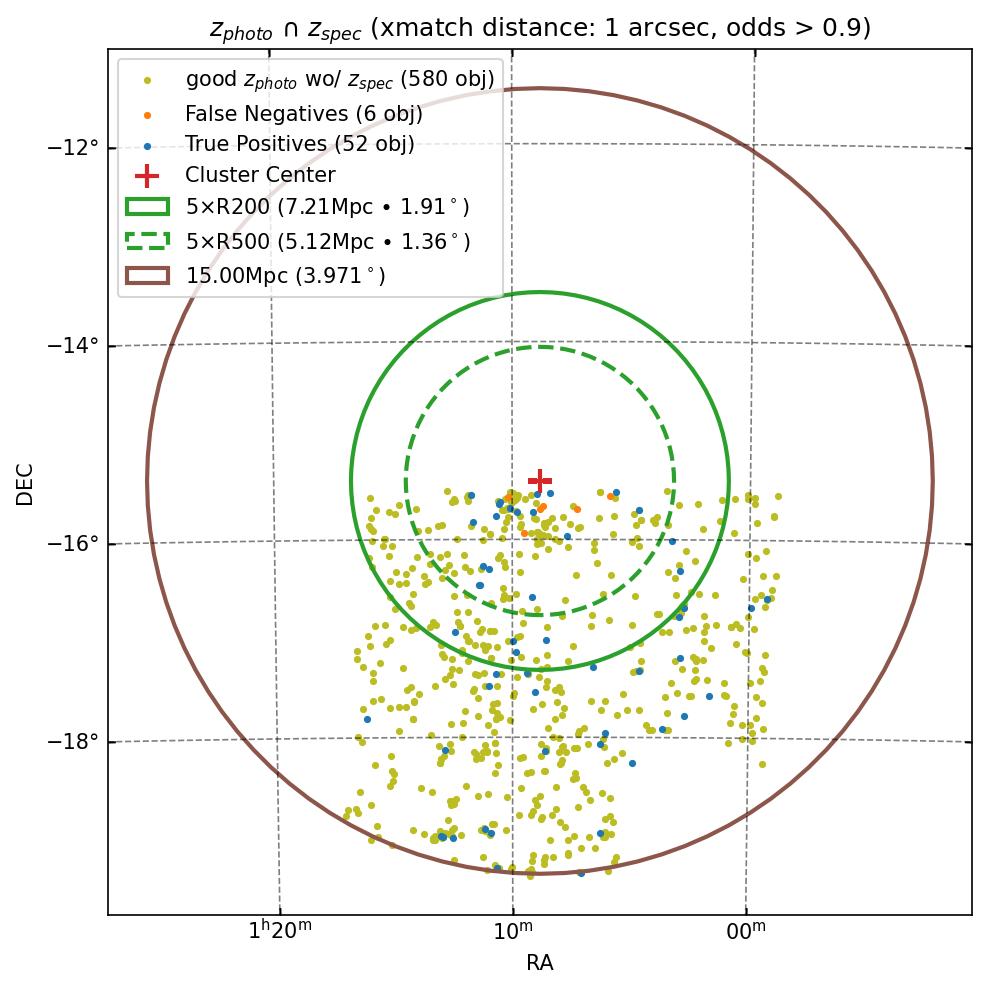 z_photo ∩ z_spec (xmatch distance: 1 arcsec, odds > 0.9)
good z_photo wo/ z_spec (580 obj)
False Negatives (6 obj)
True Positives (52 obj)
Cluster Center
5×R200 (7.21Mpc • 1.91°)
5×R500 (5.12Mpc • 1.36°)
15.00Mpc (3.971°)
−12°
−14°
−16°
−18°
DEC
1h20m
10m
00m
RA